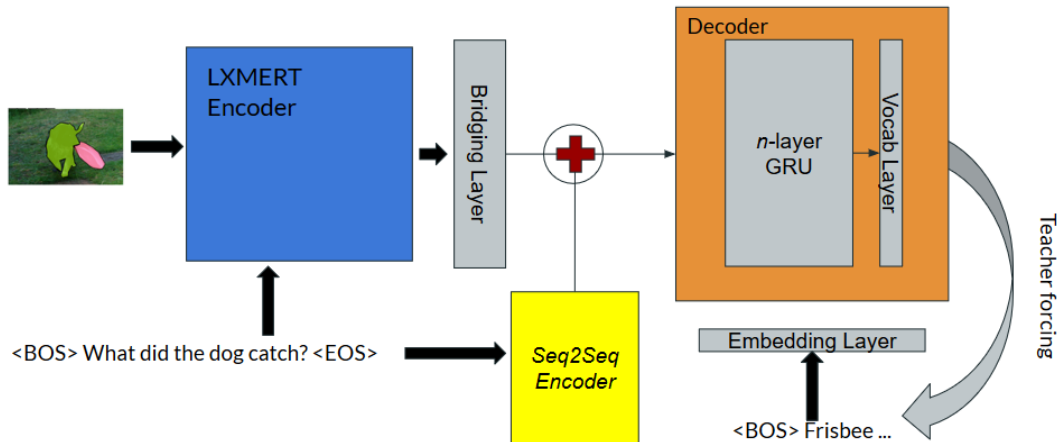 LXMERT
Encoder
Bridging Layer
Decoder
n-layer
GRU
Vocab Layer
Teacher forcing
<BOS> What did the dog catch? <EOS>
Seq2Seq
Encoder
Embedding Layer
<BOS> Frisbee ...